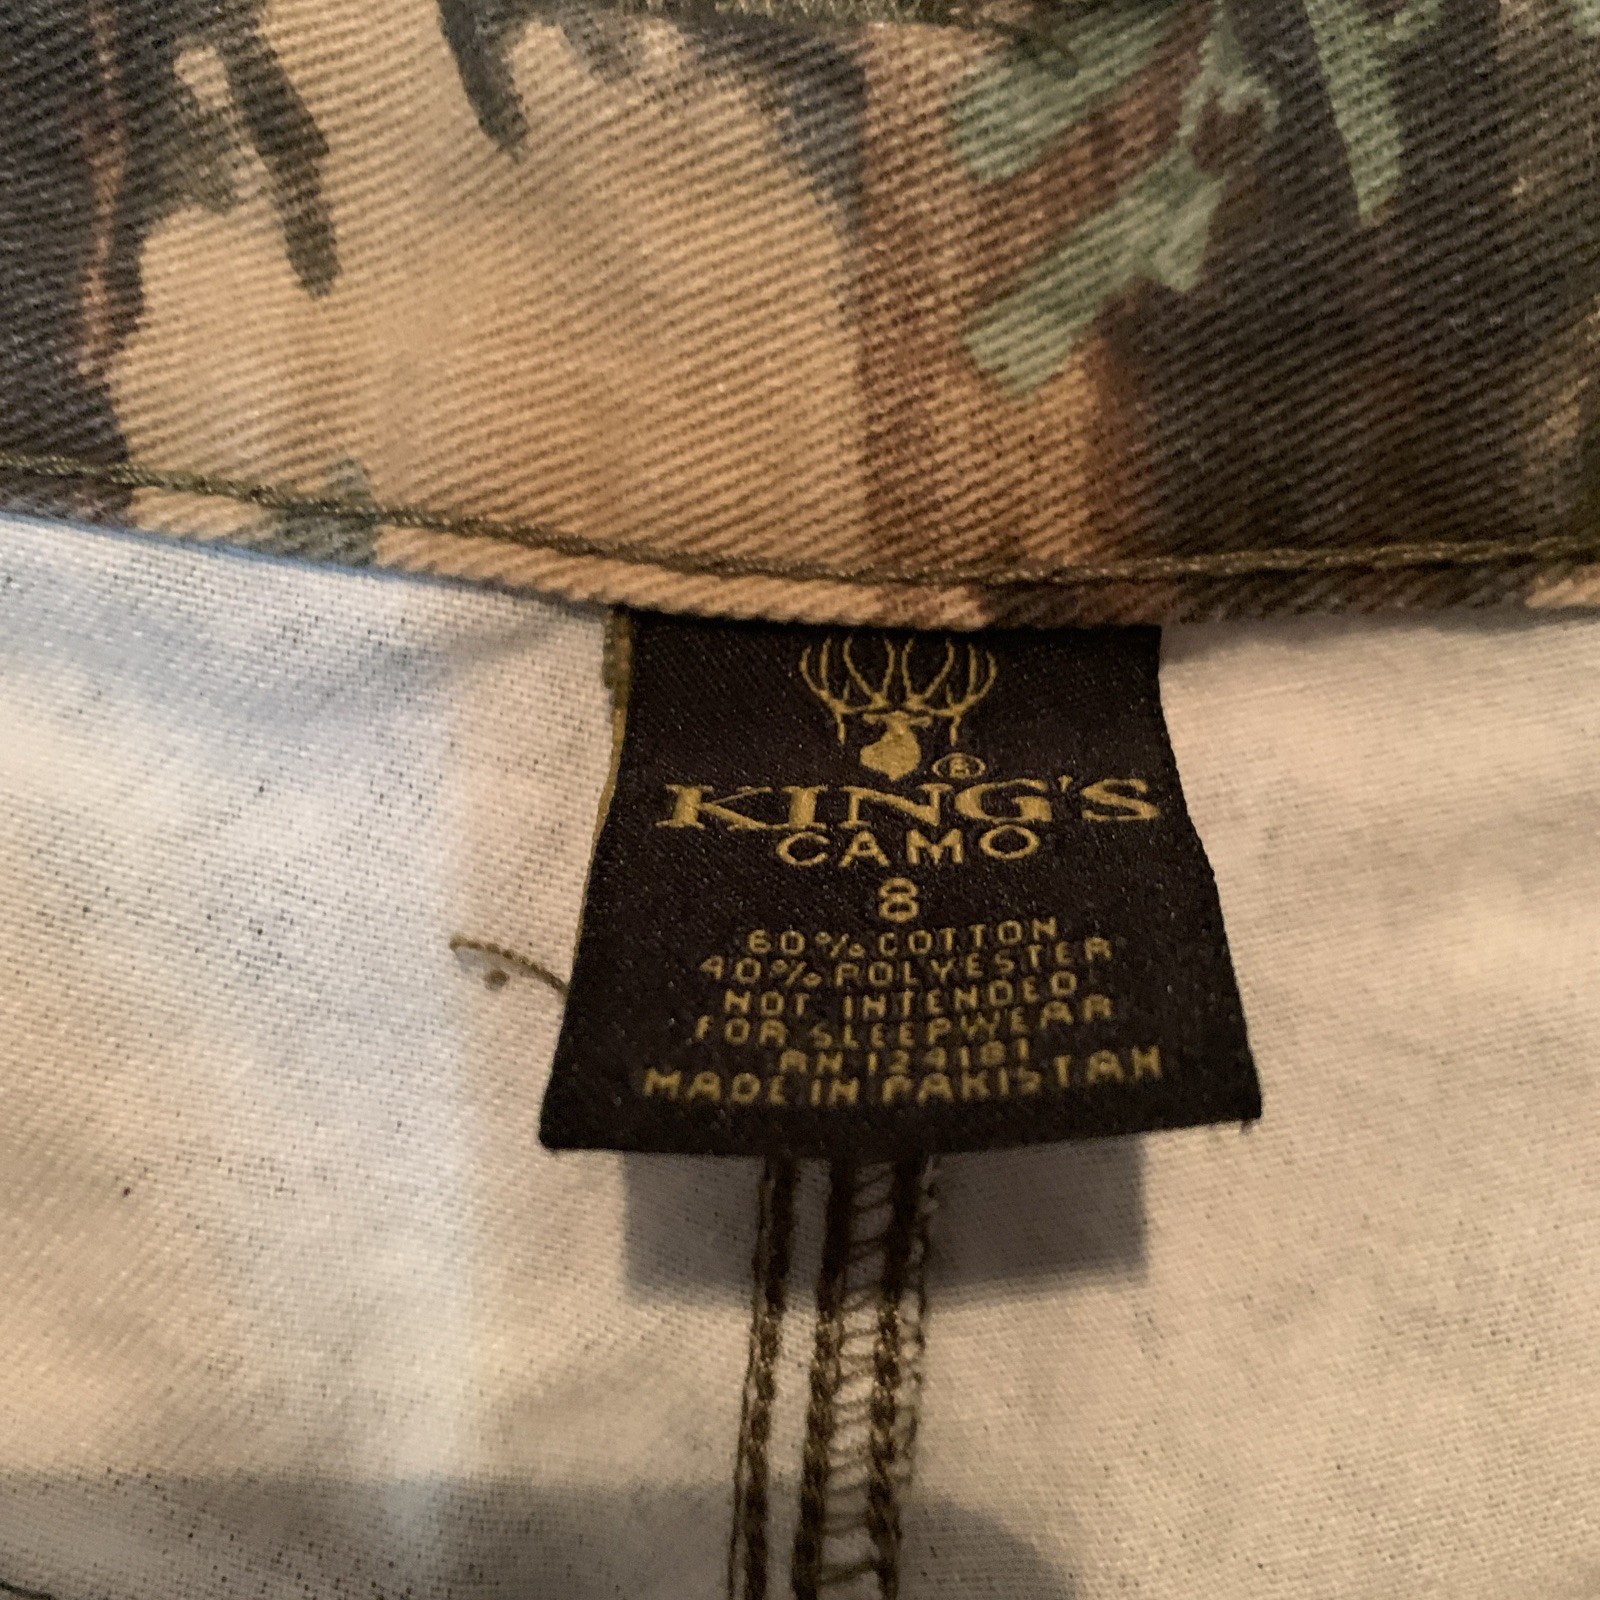 ®
KING'S
CAMO
8
60% COTTON
40% POLYESTER
NOT INTENDED
FOR SLEEPWEAR
RN 124181
MADE IN PAKISTAN